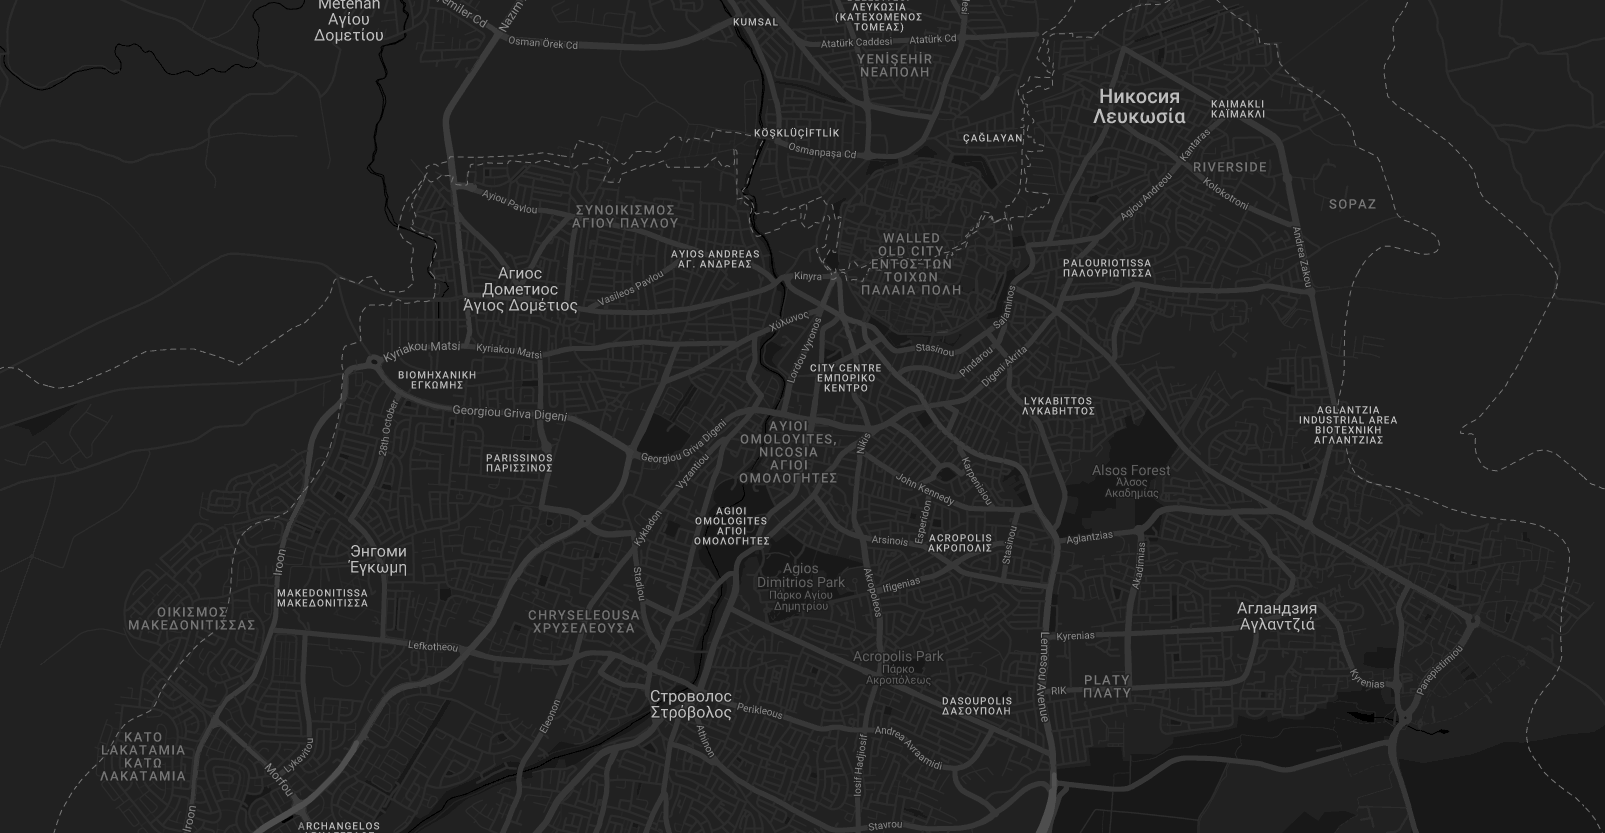 Metehan
Αγίου
Δομετίου
Osman Örek Cd
KUMSAL
ΛΕΥΚΩΣΙΑ
(ΚΑΤΕΧΟΜΕΝΟΣ
ΤΟΜΕΑΣ)
Atatürk Caddesi
Atatürk Cd
YENİŞEHİR
ΝΕΑΠΟΛΗ
Никосия
Λευκωσία
KAIMAKLI
ΚΑΪΜΑΚΛΙ
KÖŞKLÜÇİFTLİK
Osmanpaşa Cd
ÇAĞLAYAN
Kantaras
RIVERSIDE
Kolokotroni
Agiou Andreou
SOPAZ
Ayiou Pavlou
ΣΥΝΟΙΚΙΣΜΟΣ
ΑΓΙΟΥ ΠΑΥΛΟΥ
WALLED
OLD CITY
ΕΝΤΟΣ ΤΩΝ
ΤΟΙΧΩΝ
ΠΑΛΑΙΑ ΠΟΛΗ
Andrea Zakou
AYIOS ANDREAS
ΑΓ. ΑΝΔΡΕΑΣ
PALOURIOTISSA
ΠΑΛΟΥΡΙΩΤΙΣΣΑ
Агиос
Дометиос
Άγιος Δομέτιος
Vasileos Pavlou
Kinyra
Salaminos
Χύλωνος
Lordou Vyronos
Kyriakou Matsi
Kyriakou Matsi
Stasinou
Pindarou
Digeni Akrita
ΒΙΟΜΗΧΑΝΙΚΗ
ΕΓΚΩΜΗΣ
CITY CENTRE
ΕΜΠΟΡΙΚΟ
ΚΕΝΤΡΟ
LYKABITTOS
ΛΥΚΑΒΗΤΤΟΣ
28th October
Georgiou Griva Digeni
AGLANTZIA
INDUSTRIAL AREA
ΒΙΟΤΕΧΝΙΚΗ
ΑΓΛΑΝΤΖΙΑΣ
Georgiou Griva Digeni
ΑΥΙΟΙ
OMOLOYITES,
NICOSIA
ΑΓΙΟΙ
ΟΜΟΛΟΓΗΤΕΣ
Nikis
PARISSINOS
ΠΑΡΙΣΣΙΝΟΣ
Vyzantiou
John Kennedy
Karpenisiou
Alsos Forest
Άλσος
Ακαδημίας
AGIOI
OMOLOGITES
ΑΓΙΟΙ
ΟΜΟΛΟΓΗΤΕΣ
Kykladon
Esperidon
Arsinois
ACROPOLIS
ΑΚΡΟΠΟΛΙΣ
Stasinou
Aglantzias
Энгоми
Έγκωμη
Iroon
Stadiou
Agios
Dimitrios Park
Πάρκο Αγίου
Δημητρίου
Akropoleos
Ifigenias
Akadimias
MAKEDONITISSA
ΜΑΚΕΔΟΝΙΤΙΣΣΑ
ΟΙΚΙΣΜΟΣ
ΜΑΚΕΔΟΝΙΤΙΣΣΑΣ
CHRYSELEOUSA
ΧΡΥΣΕΛΕΟΥΣΑ
Агландзия
Αγλαντζιά
Lefkotheou
Lemesou Avenue
Kyrenias
Acropolis Park
Πάρκο
Ακροπόλεως
Kyrenias
Panepistimiou
RIK
PLATY
ΠΛΑΤΥ
Строволос
Στρόβολος
Eleonon
Perikleous
DASOUPOLIS
ΔΑΣΟΥΠΟΛΗ
ΚΑΤΟ
LAKATAMIA
ΚΑΤΩ
ΛΑΚΑΤΑΜΙΑ
Lykavitou
Morfou
Athinon
Iosif Hadjiosif
Andrea Avraamidi
Iroon
ARCHANGELOS
Stavrou